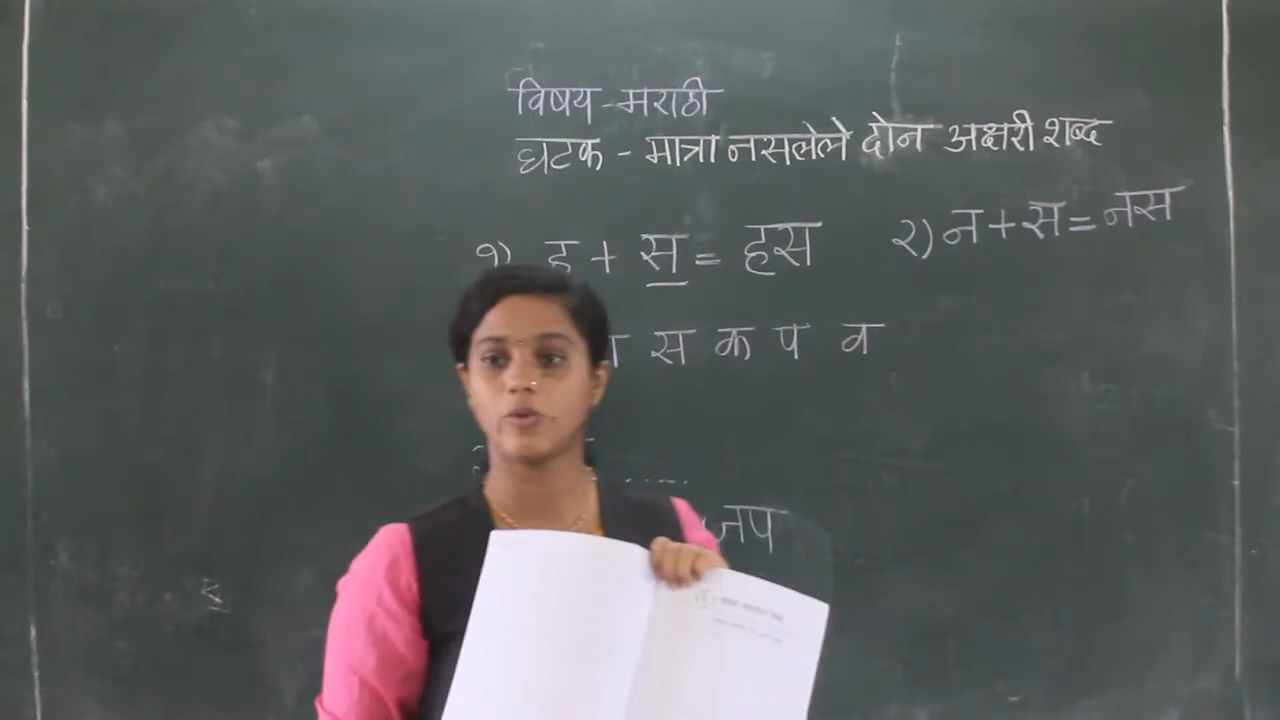 विषय - मराठी
घटक - मात्रा नसलेले दोन अक्षरी शब्द
१) ह + स = हस २) न + स = नस
स क प व
.....
जप